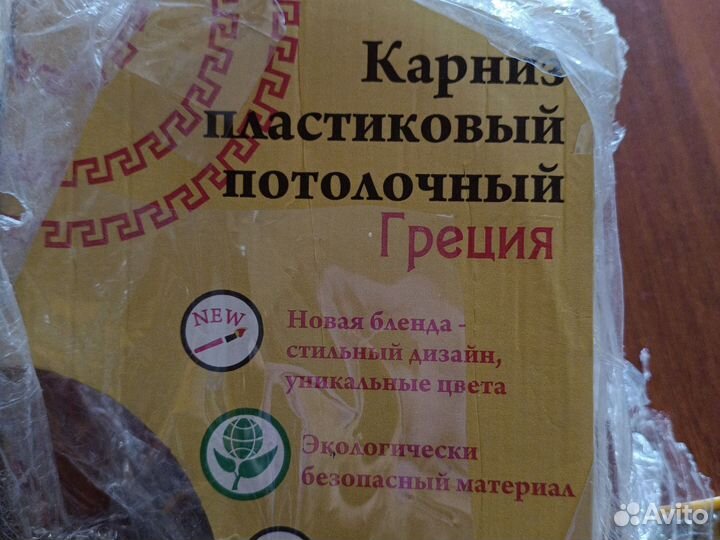 Карниз
пластиковый
потолочный
Греция
NEW
Новая бленда -
стильный дизайн,
уникальные цвета
Экологически
безопасный материал
Avito